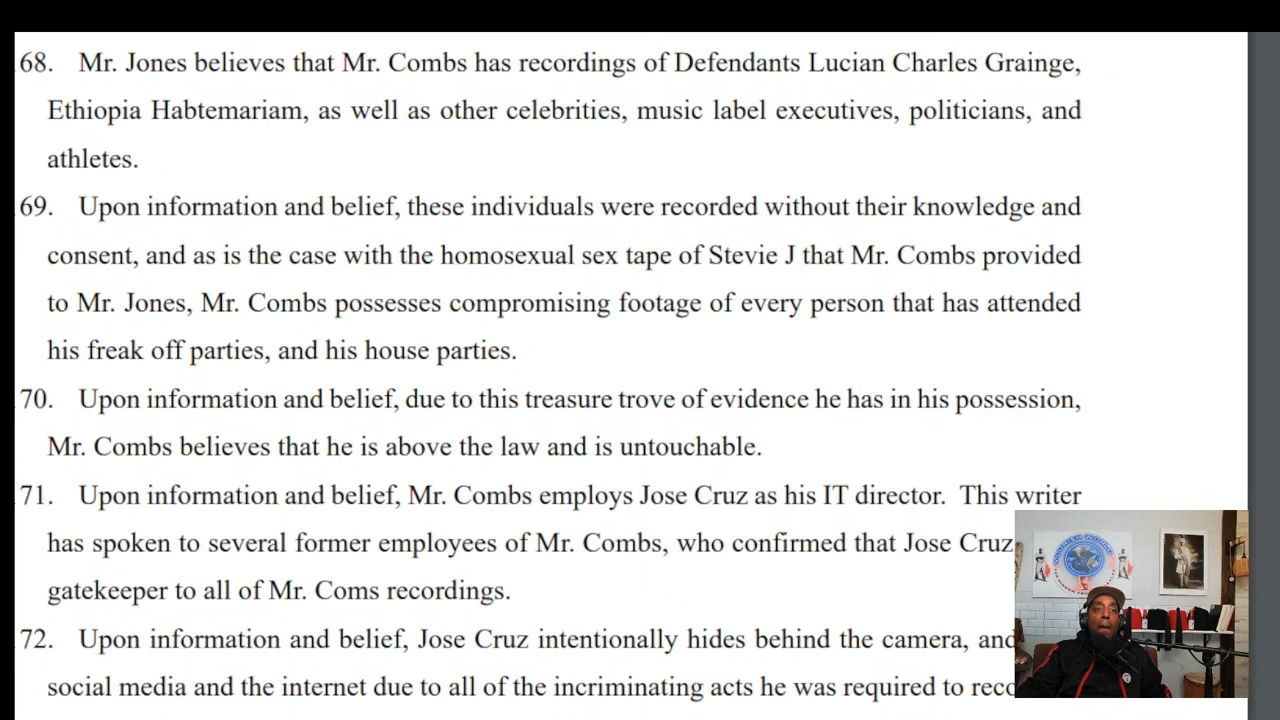 68. Mr. Jones believes that Mr. Combs has recordings of Defendants Lucian Charles Grainge,
Ethiopia Habtemariam, as well as other celebrities, music label executives, politicians, and
athletes.
69. Upon information and belief, these individuals were recorded without their knowledge and
consent, and as is the case with the homosexual sex tape of Stevie J that Mr. Combs provided
to Mr. Jones, Mr. Combs possesses compromising footage of every person that has attended
his freak off parties, and his house parties.
70. Upon information and belief, due to this treasure trove of evidence he has in his possession,
Mr. Combs believes that he is above the law and is untouchable.
71. Upon information and belief, Mr. Combs employs Jose Cruz as his IT director. This writer
has spoken to several former employees of Mr. Combs, who confirmed that Jose Cruz
gatekeeper to all of Mr. Coms recordings.
72. Upon information and belief, Jose Cruz intentionally hides behind the camera, and
social media and the internet due to all of the incriminating acts he was required to